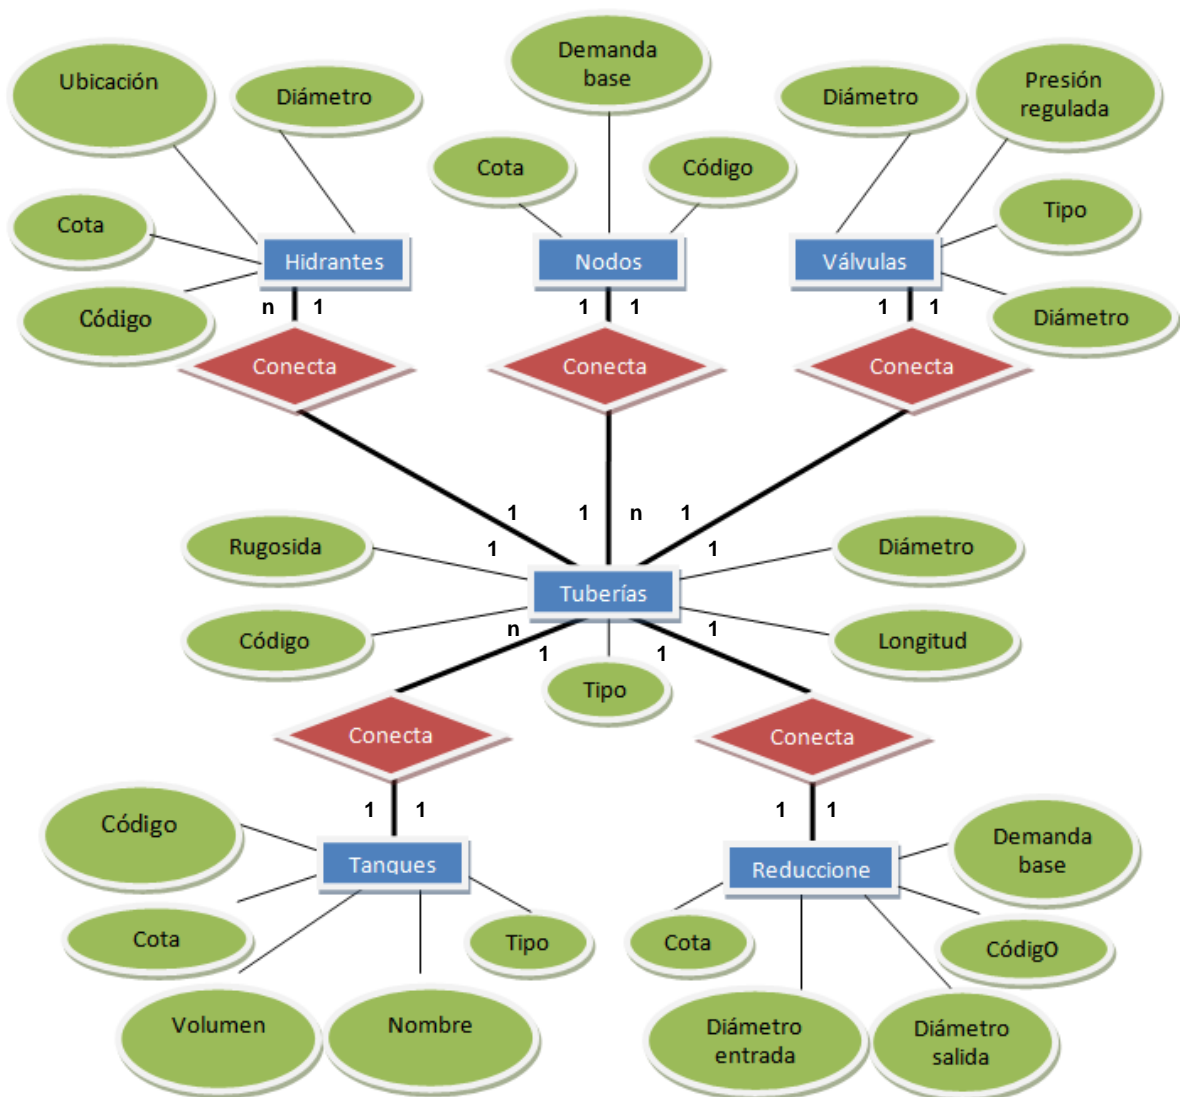 Demanda
base
Ubicación
Diámetro
Diámetro
Presión
regulada
Cota
Código
Cota
Tipo
Hidrantes
Nodos
Válvulas
Código
Diámetro
n 1
1 1
1 1
Conecta
Conecta
Conecta
1
1 n
1
1
1
Rugosida
Diámetro
Tuberías
Código
n
1
1
1
Longitud
Tipo
Conecta
Conecta
1 1
1 1
Código
Demanda
base
Tanques
Reduccione
Cota
Tipo
Cota
CódigO
Volumen
Nombre
Diámetro
entrada
Diámetro
salida